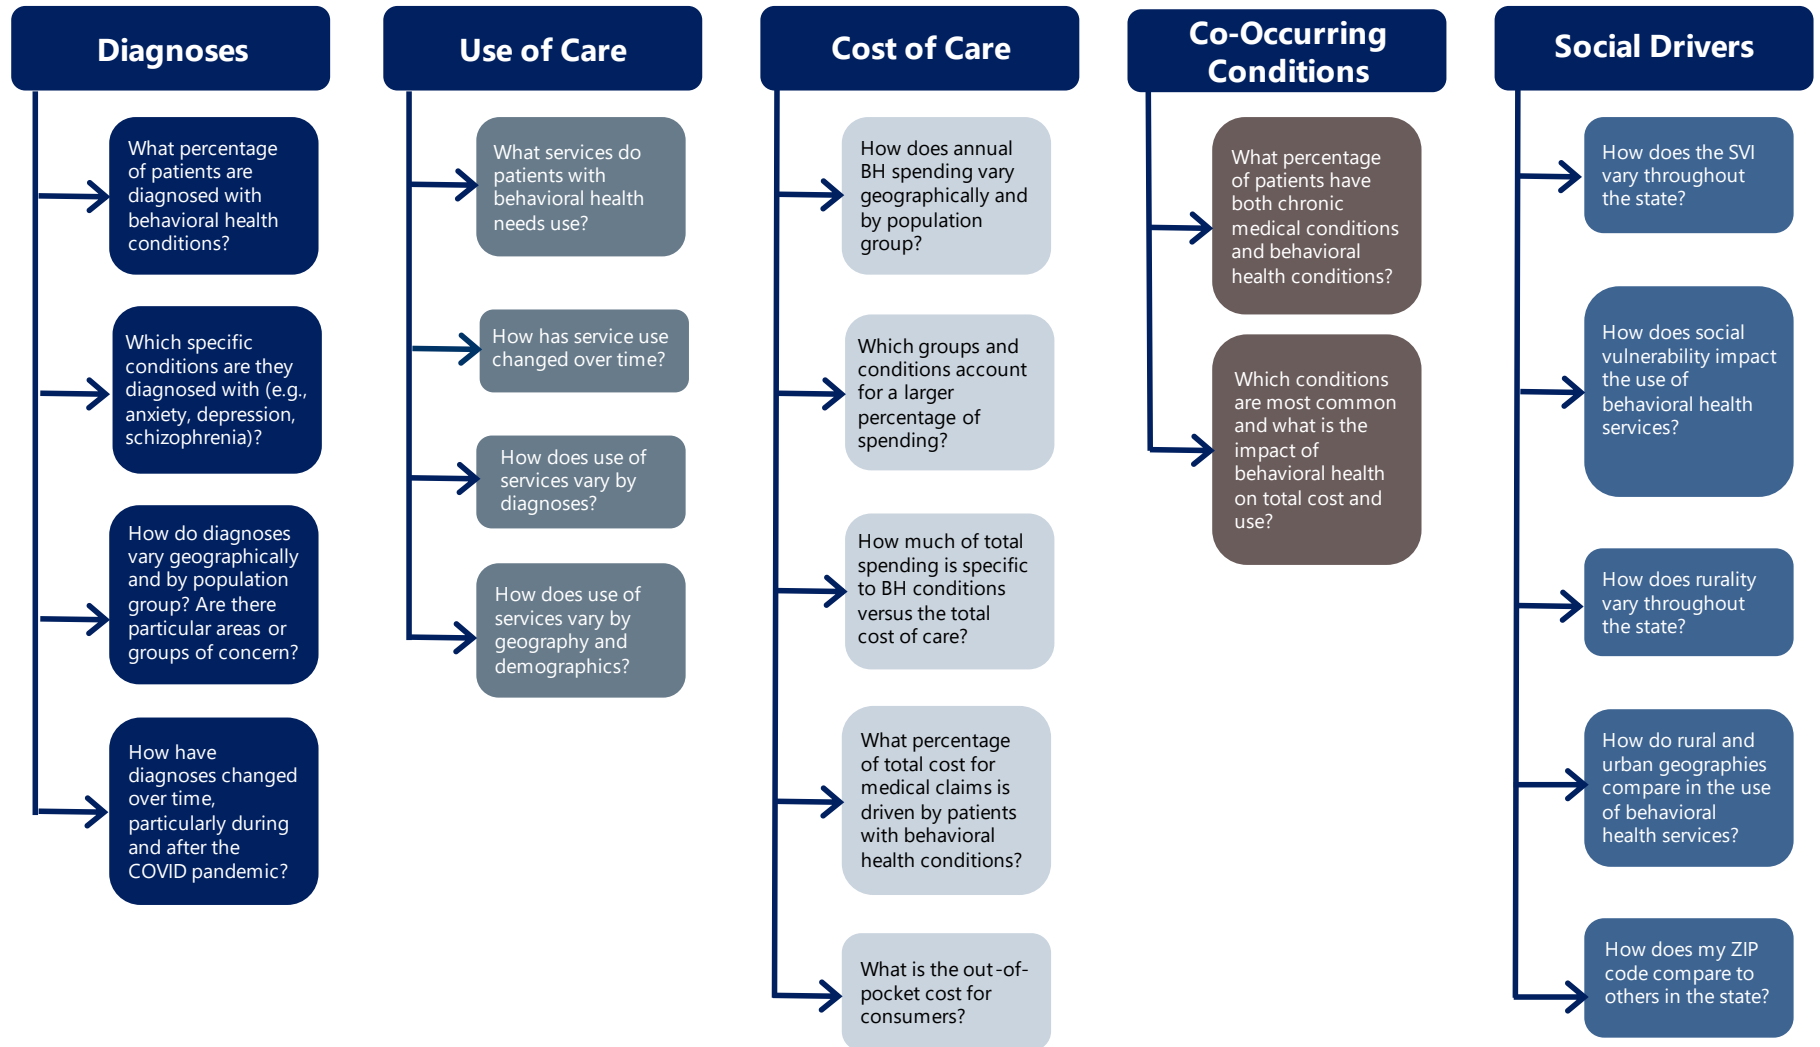 Diagnoses
What percentage
of patients are
diagnosed with
behavioral health
conditions?
Which specific
conditions are they
diagnosed with (e.g.,
anxiety, depression,
schizophrenia)?
How do diagnoses
vary geographically
and by population
group? Are there
particular areas or
groups of concern?
How have
diagnoses changed
over time,
particularly during
and after the
COVID pandemic?
Use of Care
What services do
patients with
behavioral health
needs use?
How has service use
changed over time?
How does use of
services vary by
diagnoses?
How does use of
services vary by
geography and
demographics?
Cost of Care
How does annual
BH spending vary
geographically and
by population
group?
Which groups and
conditions account
for a larger
percentage of
spending?
How much of total
spending is specific
to BH conditions
versus the total
cost of care?
What percentage
of total cost for
medical claims is
driven by patients
with behavioral
health conditions?
What is the out-of-
pocket cost for
consumers?
Co-Occurring
Conditions
What percentage
of patients have
both chronic
medical conditions
and behavioral
health conditions?
Which conditions
are most common
and what is the
impact of
behavioral health
on total cost and
use?
Social Drivers
How does the SVI
vary throughout
the state?
How does social
vulnerability impact
the use of
behavioral health
services?
How does rurality
vary throughout
the state?
How do rural and
urban geographies
compare in the use
of behavioral
health services?
How does my ZIP
code compare to
others in the state?